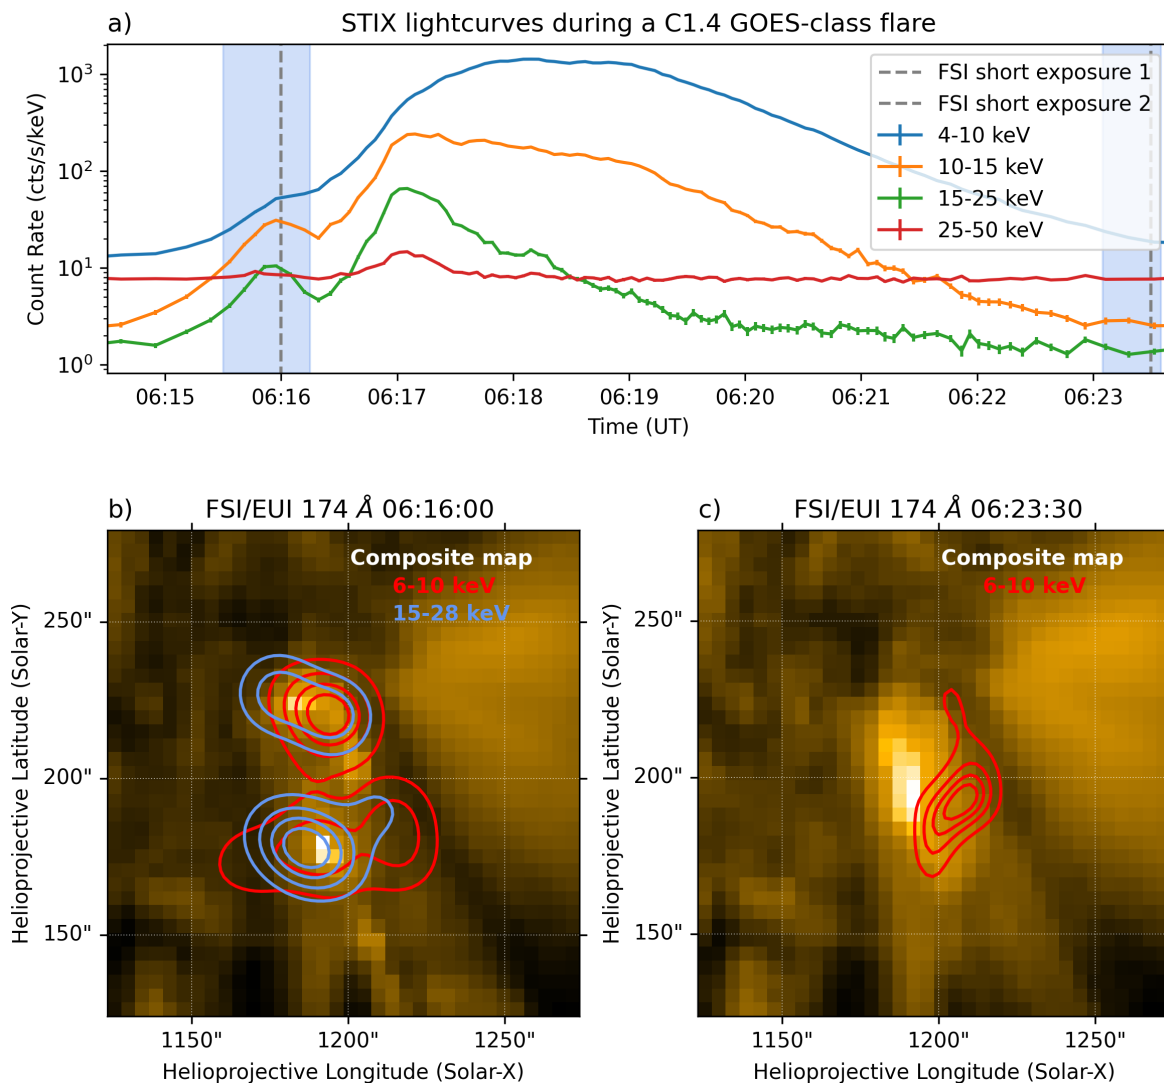 STIX lightcurves during a C1.4 GOES-class flare
a)
Count Rate (cts/s/keV)
10³
10²
10¹
10⁰
FSI short exposure 1
FSI short exposure 2
4-10 keV
10-15 keV
15-25 keV
25-50 keV
06:15 06:16 06:17 06:18 06:19 06:20 06:21 06:22 06:23
Time (UT)
b) FSI/EUI 174 Å 06:16:00
Composite map
6-10 keV
15-28 keV
Helioprojective Latitude (Solar-Y)
250"
200"
150"
1150" 1200" 1250"
Helioprojective Longitude (Solar-X)
c) FSI/EUI 174 Å 06:23:30
Composite map
6-10 keV
Helioprojective Latitude (Solar-Y)
250"
200"
150"
1150" 1200" 1250"
Helioprojective Longitude (Solar-X)